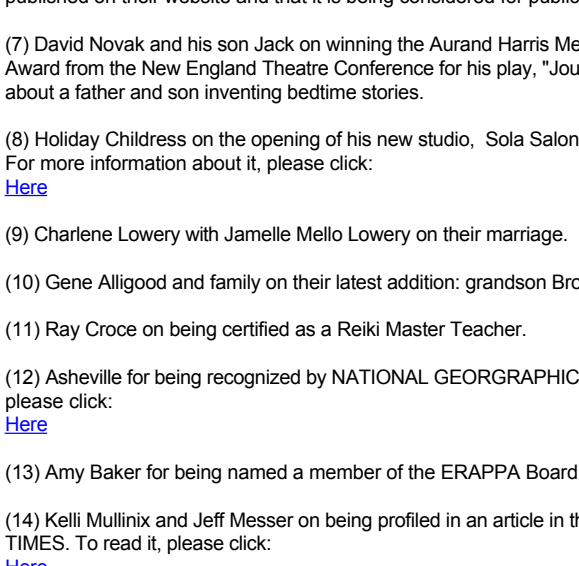 published on their website and that it is being considered for
(7) David Novak and his son Jack on winning the Aurand Harris
Award from the New England Theatre Conference for his play,
about a father and son inventing bedtime stories.
(8) Holiday Childress on the opening of his new studio, Sola Salon
For more information about it, please click:
Here
(9) Charlene Lowery with Jamelle Mello Lowery on their marriage.
(10) Gene Alligood and family on their latest addition: grandson
(11) Ray Croce on being certified as a Reiki Master Teacher.
(12) Asheville for being recognized by NATIONAL GEORGRAPHIC
please click:
Here
(13) Amy Baker for being named a member of the ERAPPA Board
(14) Kelli Mullinix and Jeff Messer on being profiled in an article in
TIMES. To read it, please click:
Here